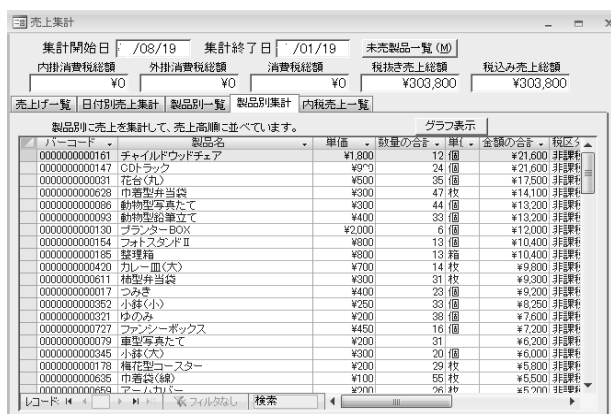 売上集計
集計開始日 /08/19 集計終了日 /01/19 未売製品一覧 (M)
内掛消費税総額 外掛消費税総額 消費税総額 税抜き売上総額 税込み売上総額
¥0 ¥0 ¥0 ¥303,800 ¥303,800
売上げ一覧 日付別売上集計 製品別一覧 製品別集計 内税売上一覧
製品別に売上を集計して、売上高順に並べています。 グラフ表示
バーコード 製品名 単価 数量の合計 単位 金額の合計 税区分
0000000000161 チャイルドウッドチェア ¥1,800 12 個 ¥21,600 非課税
0000000000147 CDトラック 24 個 ¥21,600 非課税
0000000000031 花台(丸) ¥500 35 個 ¥17,500 非課税
0000000000628 巾着型弁当袋 ¥300 47 枚 ¥14,100 非課税
0000000000086 動物型写真たて ¥300 44 個 ¥13,200 非課税
0000000000093 動物型鉛筆立て ¥400 33 個 ¥13,200 非課税
0000000000130 プランターBOX ¥2,000 6 個 ¥12,000 非課税
0000000000154 フォトスタンドⅡ ¥800 13 個 ¥10,400 非課税
0000000000185 整理箱 ¥800 13 箱 ¥10,400 非課税
0000000000420 カレー皿(大) ¥700 14 枚 ¥9,800 非課税
0000000000611 柿型弁当袋 ¥300 31 枚 ¥9,300 非課税
0000000000017 つみき ¥400 23 個 ¥9,200 非課税
0000000000352 小鉢(小) ¥250 33 個 ¥8,250 非課税
0000000000321 ゆのみ ¥200 38 個 ¥7,600 非課税
0000000000727 ファンシーボックス ¥450 16 個 ¥7,200 非課税
0000000000079 車型写真たて ¥200 31 ¥6,200 非課税
0000000000345 小鉢(大) ¥300 20 個 ¥6,000 非課税
0000000000178 梅花型コースター ¥200 29 枚 ¥5,800 非課税
0000000000635 巾着袋(線) ¥100 55 枚 ¥5,500 非課税
0000000000659 アームカバー ¥200 26 枚 ¥5,200 非課税
レコード: フィルタなし 検索